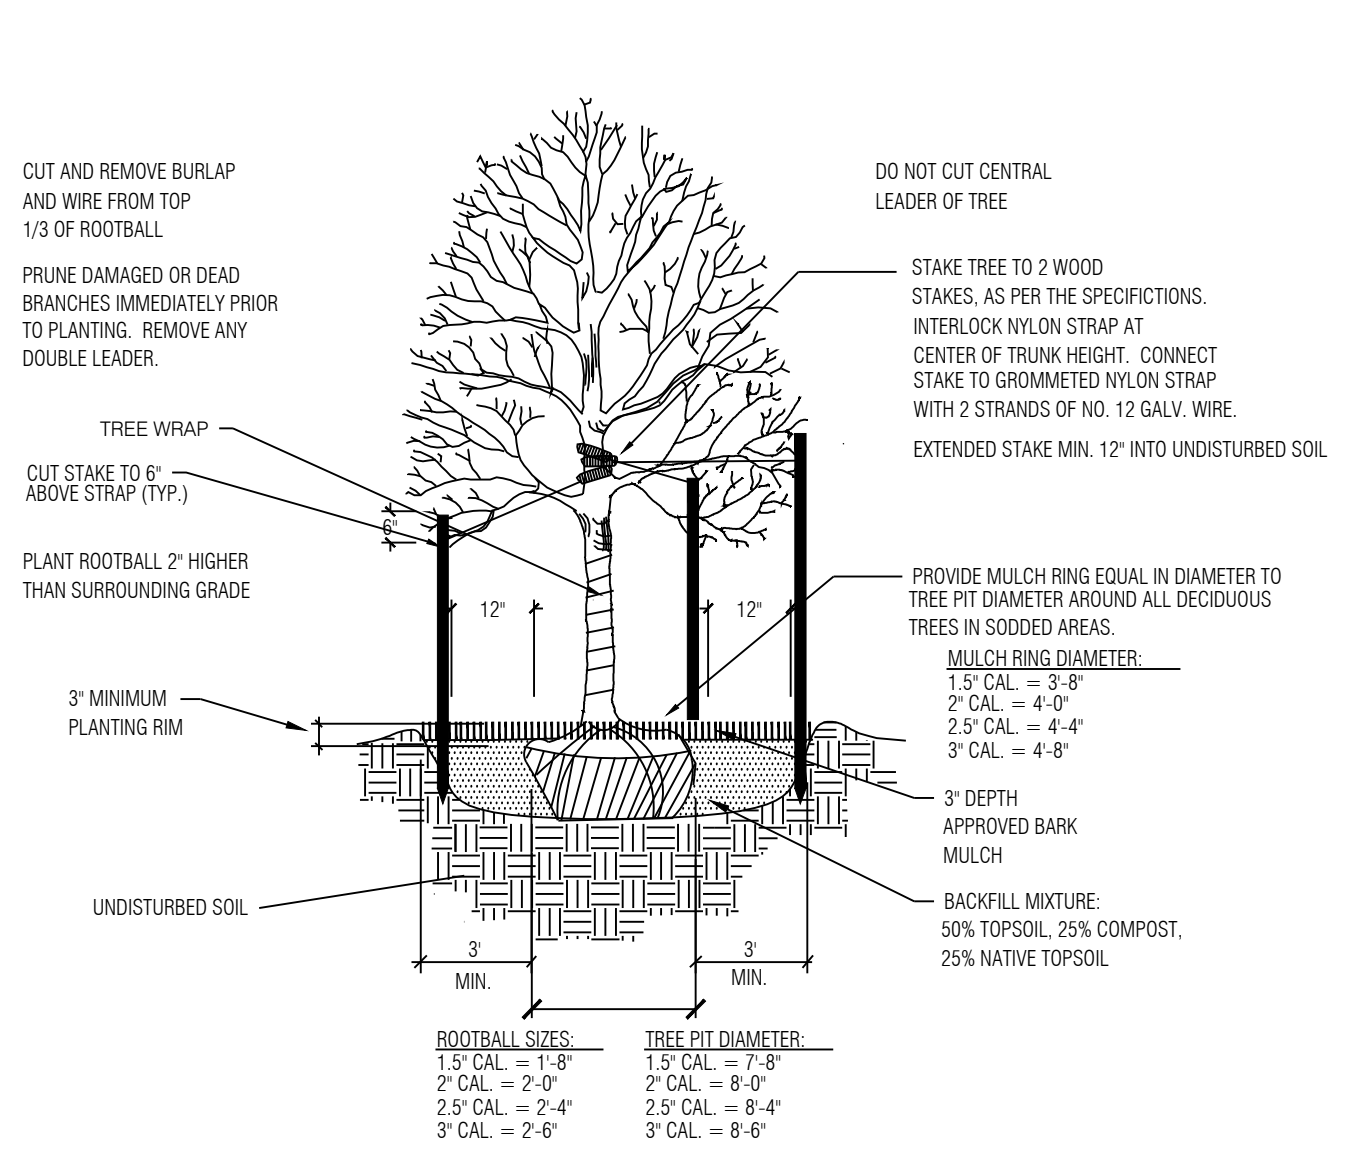 CUT AND REMOVE BURLAP
AND WIRE FROM TOP
1/3 OF ROOTBALL
PRUNE DAMAGED OR DEAD
BRANCHES IMMEDIATELY PRIOR
TO PLANTING.  REMOVE ANY
DOUBLE LEADER.
TREE WRAP
CUT STAKE TO 6"
ABOVE STRAP (TYP.)
6"
PLANT ROOTBALL 2" HIGHER
THAN SURROUNDING GRADE
12"
12"
3" MINIMUM
PLANTING RIM
UNDISTURBED SOIL
DO NOT CUT CENTRAL
LEADER OF TREE
STAKE TREE TO 2 WOOD
STAKES, AS PER THE SPECIFICTIONS.
INTERLOCK NYLON STRAP AT
CENTER OF TRUNK HEIGHT.  CONNECT
STAKE TO GROMMETED NYLON STRAP
WITH 2 STRANDS OF NO. 12 GALV. WIRE.
EXTENDED STAKE MIN. 12" INTO UNDISTURBED SOIL
PROVIDE MULCH RING EQUAL IN DIAMETER TO
TREE PIT DIAMETER AROUND ALL DECIDUOUS
TREES IN SODDED AREAS.
MULCH RING DIAMETER:
1.5" CAL. = 3'-8"
2" CAL. = 4'-0"
2.5" CAL. = 4'-4"
3" CAL. = 4'-8"
3" DEPTH
APPROVED BARK
MULCH
BACKFILL MIXTURE:
50% TOPSOIL, 25% COMPOST,
25% NATIVE TOPSOIL
3'
MIN.
3'
MIN.
ROOTBALL SIZES:
1.5" CAL. = 1'-8"
2" CAL. = 2'-0"
2.5" CAL. = 2'-4"
3" CAL. = 2'-6"
TREE PIT DIAMETER:
1.5" CAL. = 7'-8"
2" CAL. = 8'-0"
2.5" CAL. = 8'-4"
3" CAL. = 8'-6"